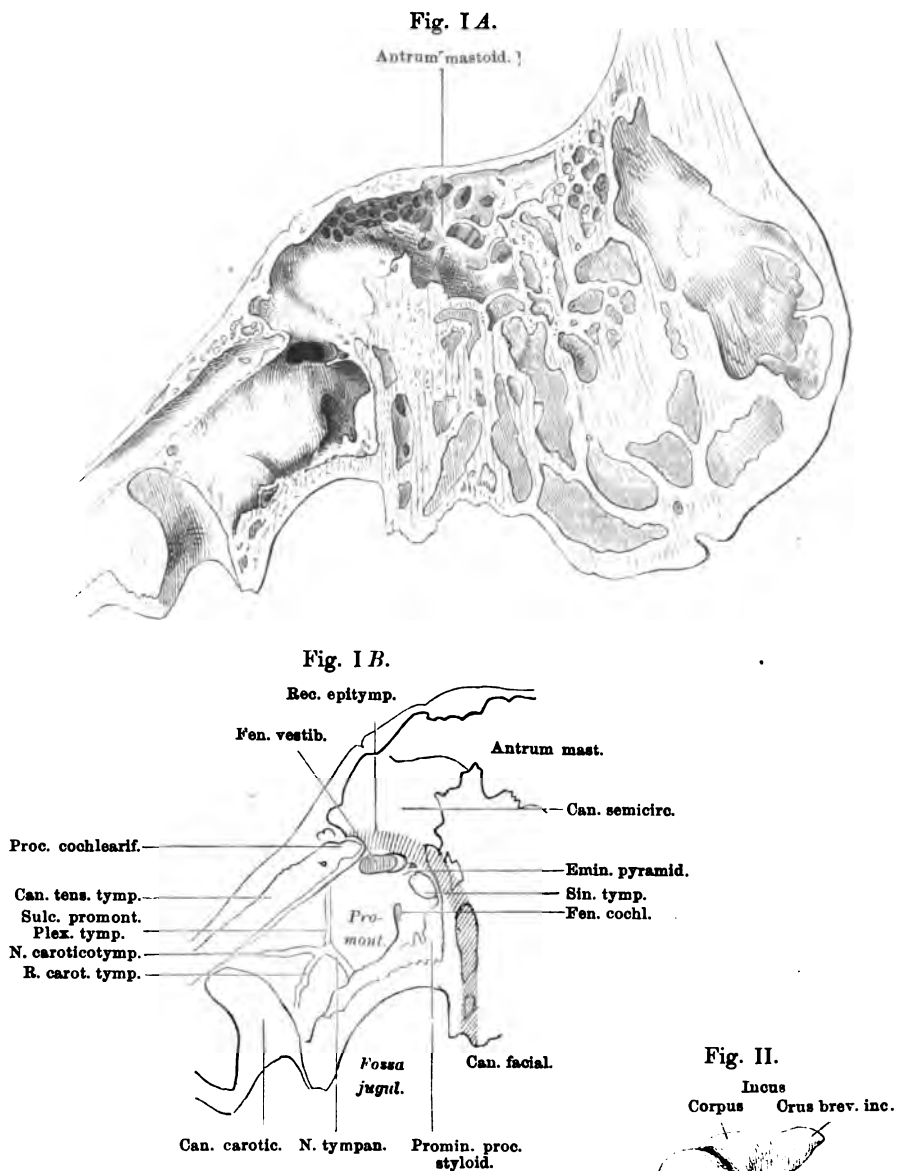 Fig. I A.
Antrum mastoid.
Fig. I B.
Rec. epitymp.
Fen. vestib.
Antrum mast.
Can. semicirc.
Proc. cochlearif.
Emin. pyramid.
Can. tens. tymp.
Sin. tymp.
Sulc. promont.
Fen. cochl.
Plex. tymp.
Pro-
mont.
N. caroticotymp.
R. carot. tymp.
Fossa
jugul.
Can. facial.
Can. carotic.
N. tympan.
Promin. proc.
styloid.
Fig. II.
Incus
Corpus
Crus brev. inc.